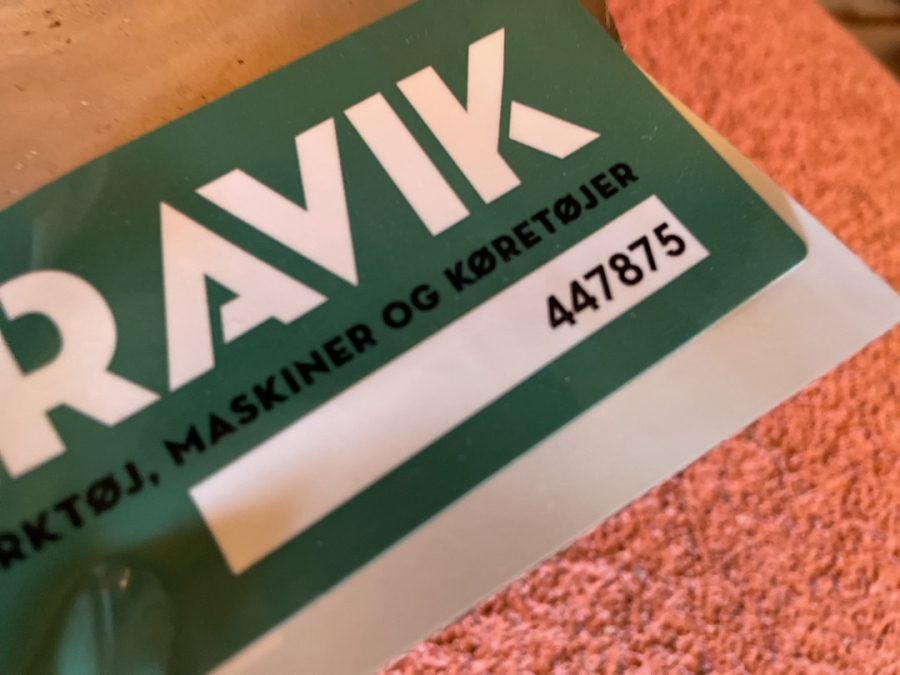 RAVIK
RKTØJ, MASKINER OG KØRETØJER
447875